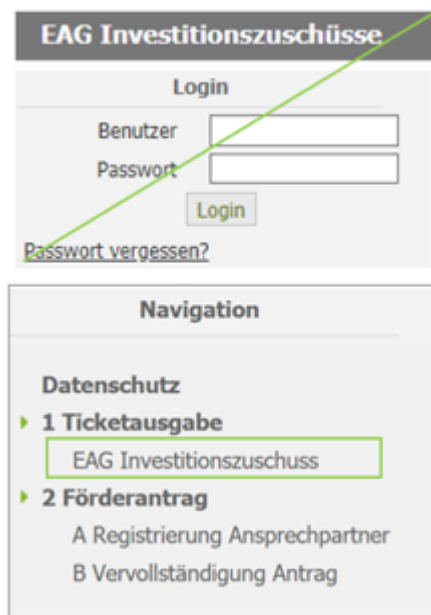 EAG Investitionszuschüsse
Login
Benutzer
Passwort
Login
Passwort vergessen?
Navigation
Datenschutz
1 Ticketausgabe
EAG Investitionszuschuss
2 Förderantrag
A Registrierung Ansprechpartner
B Vervollständigung Antrag